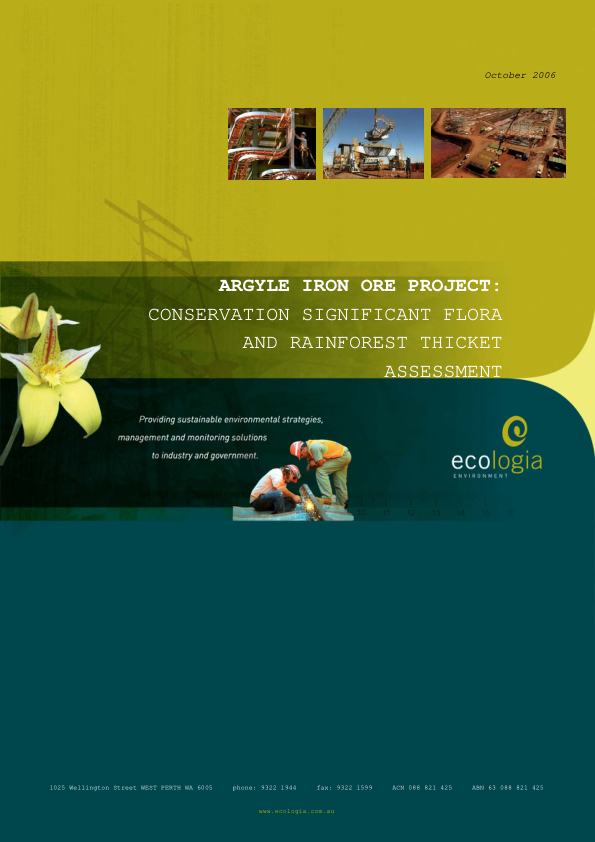 October 2006
ARGYLE IRON ORE PROJECT:
CONSERVATION SIGNIFICANT FLORA
AND RAINFOREST THICKET
ASSESSMENT
Providing sustainable environmental strategies,
management and monitoring solutions
to industry and government.
ecologia
ENVIRONMENT
1025 Wellington Street WEST PERTH WA 6005 phone: 9322 1944 fax: 9322 1599 ACN 088 821 425 ABN 63 088 821 425
www.ecologia.com.au